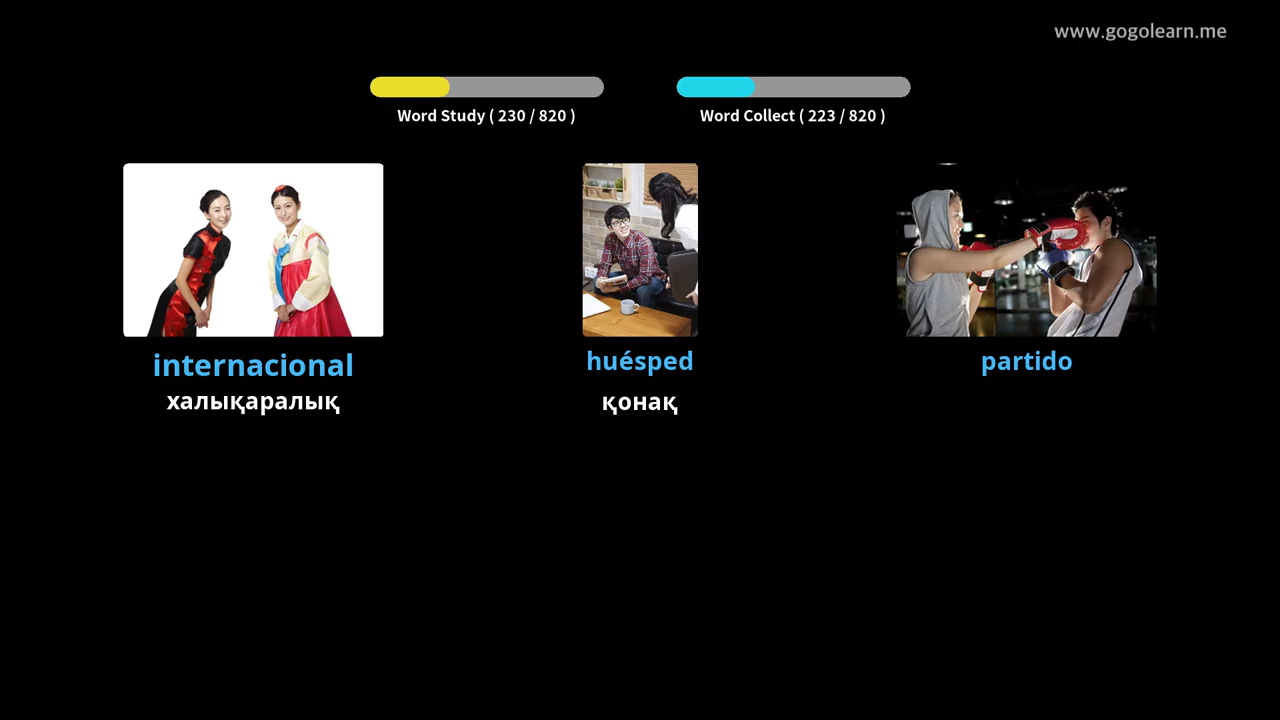 www.gogolearn.me
Word Study ( 230 / 820 )
Word Collect ( 223 / 820 )
internacional
халықаралық
huésped
қонақ
partido